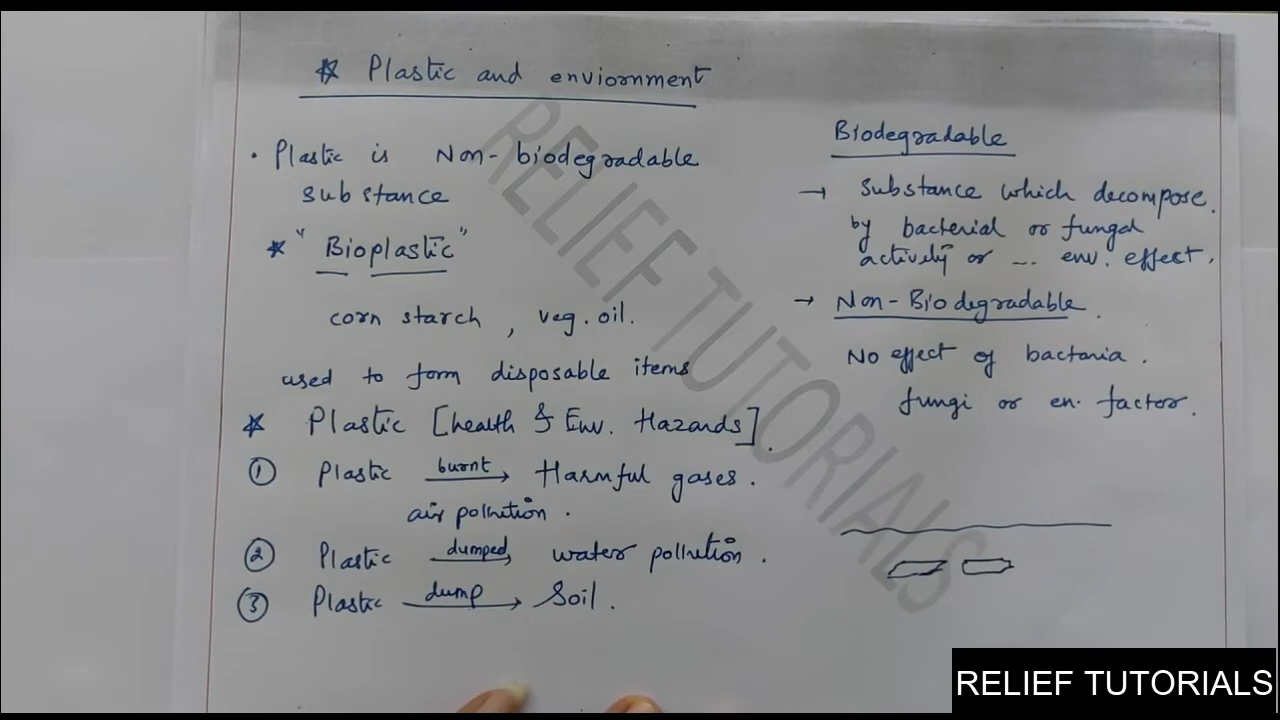 * Plastic and enviornment
• Plastic is Non-biodegradable
substance
* "Bioplastic"
corn starch, veg. oil.
used to form disposable items
* Plastic [health & Env. Hazards].
① Plastic burnt → Harmful gases.
air pollution.
② Plastic dumped → water pollution.
③ Plastic dump → Soil.
Biodegradable
→ Substance which decompose.
by bacterial or fungal
activity or ... env. effect.
→ Non-Biodegradable.
No effect of bacteria.
fungi or en. factor.
RELIEF TUTORIALS
RELIEF TUTORIALS